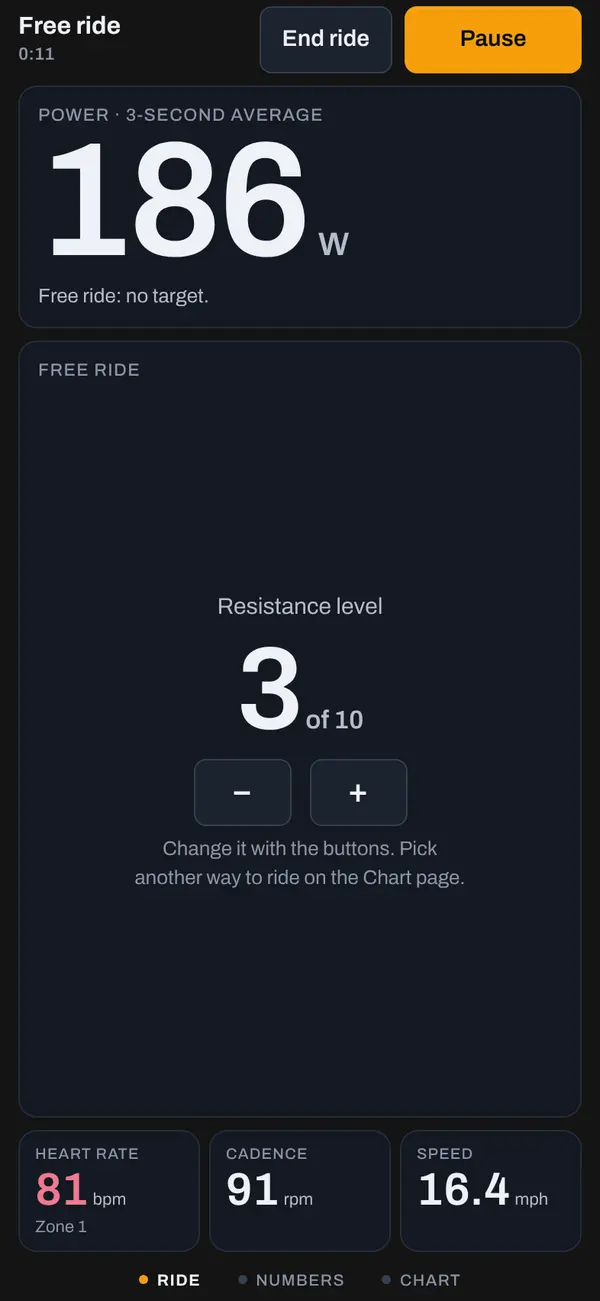 Free ride
0:11
End ride
Pause
POWER · 3-SECOND AVERAGE
186 W
Free ride: no target.
FREE RIDE
Resistance level
3 of 10
− +
Change it with the buttons. Pick
another way to ride on the Chart page.
HEART RATE
81 bpm
Zone 1
CADENCE
91 rpm
SPEED
16.4 mph
RIDE NUMBERS CHART